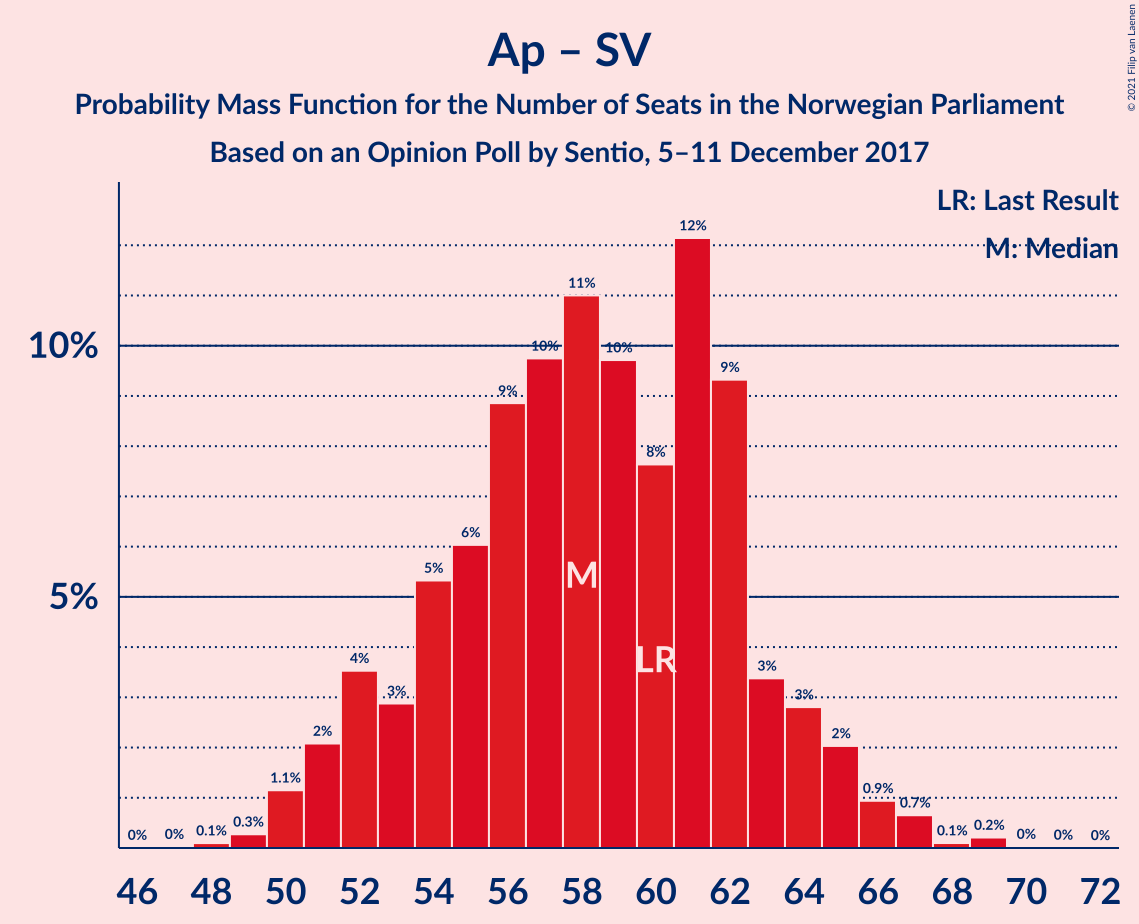 Ap – SV
Probability Mass Function for the Number of Seats in the Norwegian Parliament
Based on an Opinion Poll by Sentio, 5–11 December 2017
© 2021 Filip van Laenen
LR: Last Result
M: Median
10%
5%
0% 0% 0.1% 0.3% 1.1% 2% 4% 3% 5% 6% 9% 10% 11% 10% 8% 12% 9% 3% 3% 2% 0.9% 0.7% 0.1% 0.2% 0% 0% 0%
M
LR
46 48 50 52 54 56 58 60 62 64 66 68 70 72